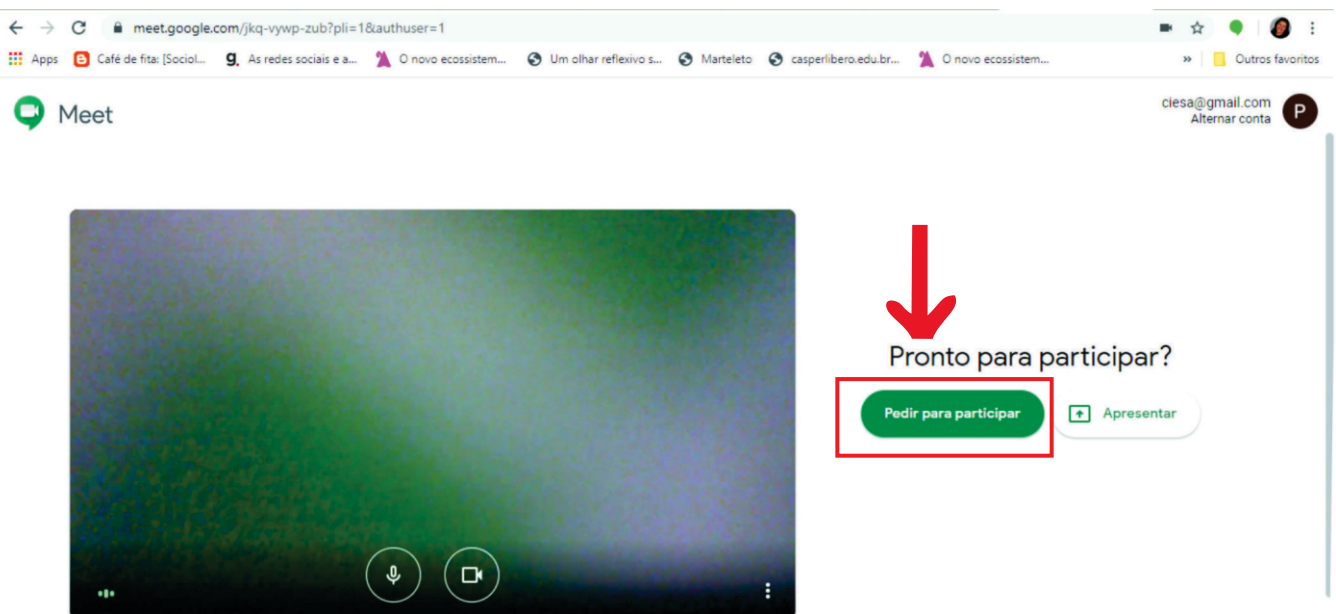 meet.google.com/jkq-vywp-zub?pli=1&authuser=1
Apps Café de fita: [Sociol... g. As redes sociais e a... O novo ecossistem... Um olhar reflexivo s... Marteleto casperlibero.edu.br... O novo ecossistem... » Outros favoritos
Meet
ciesa@gmail.com
Alternar conta
P
Pronto para participar?
Pedir para participar
Apresentar